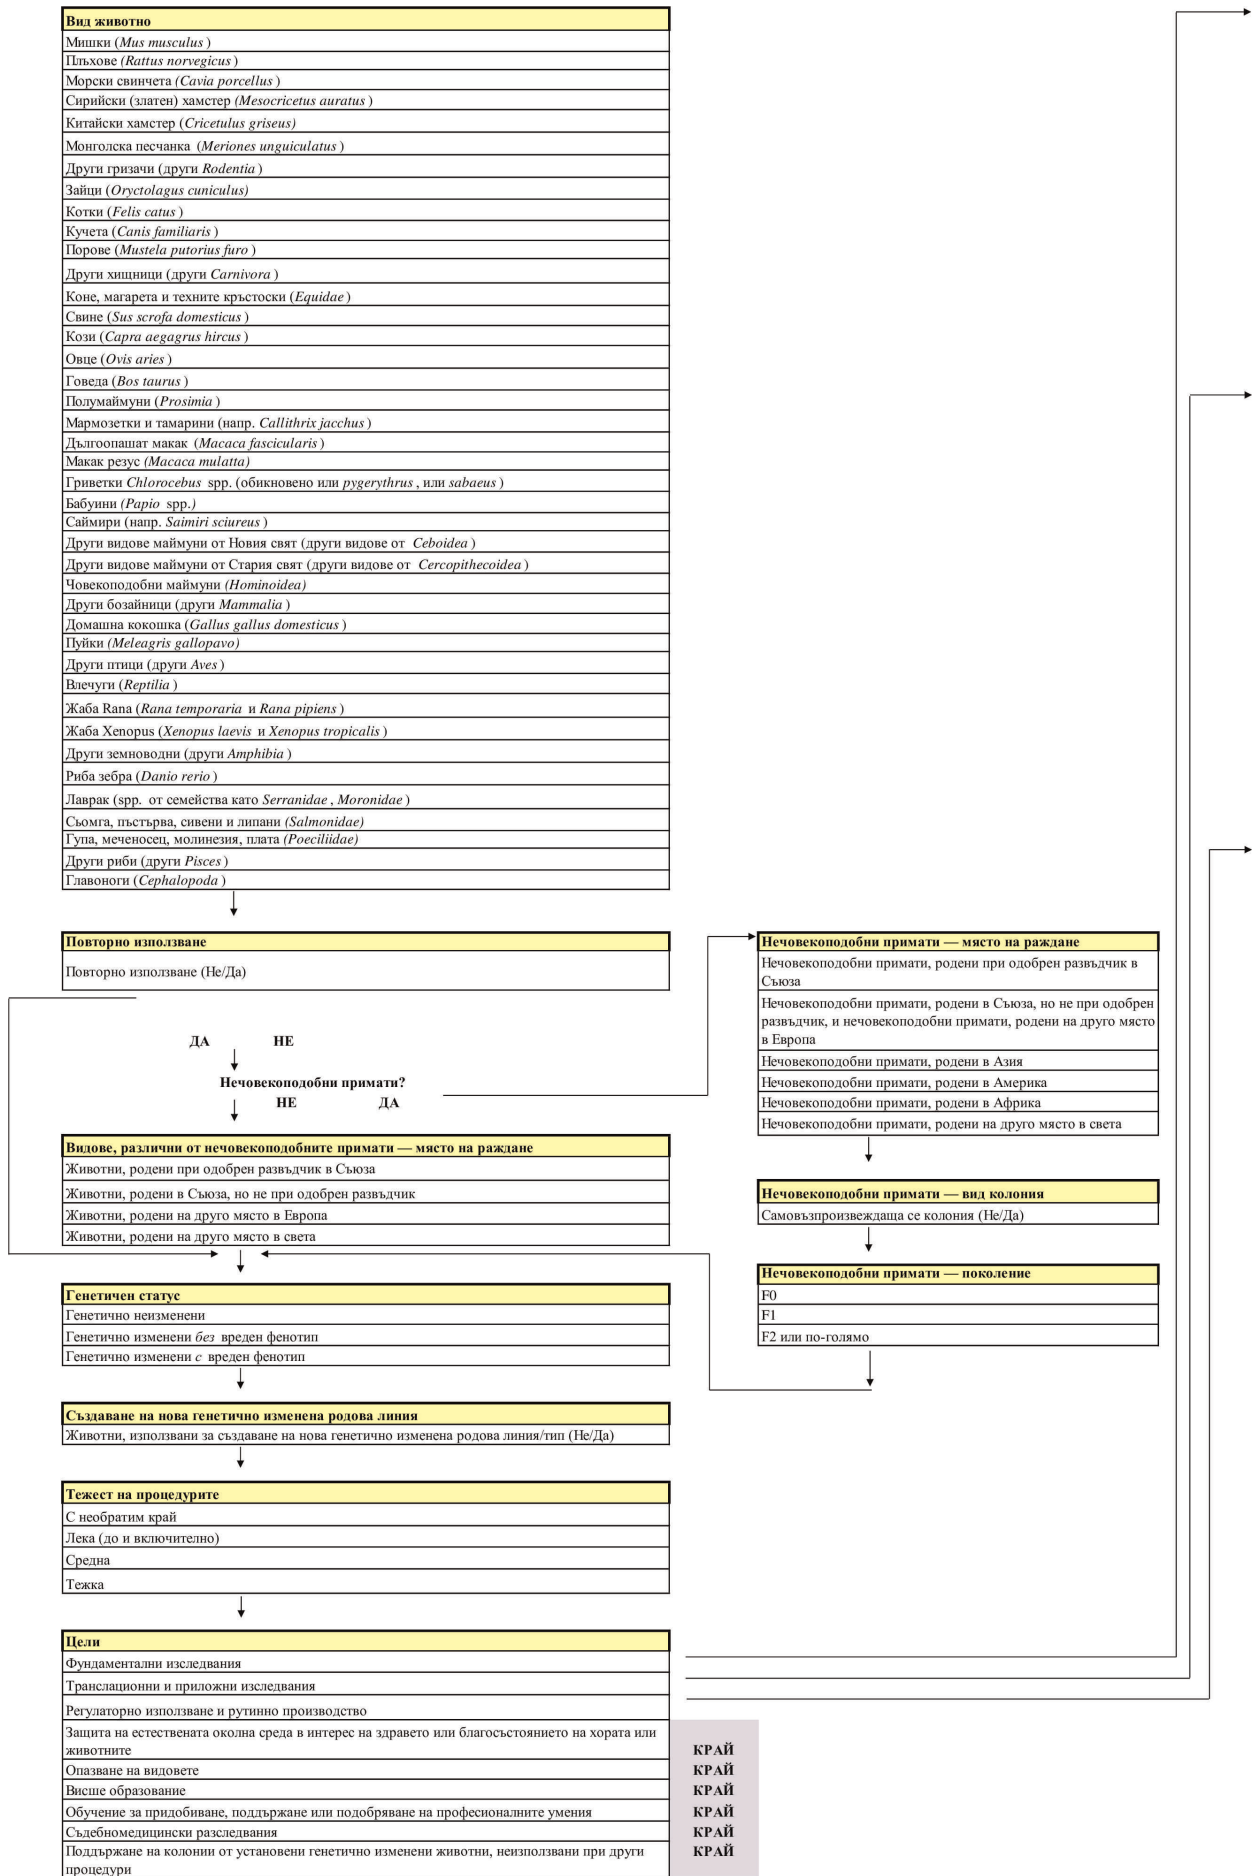 Вид животно
Мишки (Mus musculus )
Плъхове (Rattus norvegicus )
Морски свинчета (Cavia porcellus )
Сирийски (златен) хамстер (Mesocricetus auratus )
Китайски хамстер (Cricetulus griseus)
Монголска песчанка (Meriones unguiculatus )
Други гризачи (други Rodentia )
Зайци (Oryctolagus cuniculus)
Котки (Felis catus )
Кучета (Canis familiaris )
Порове (Mustela putorius furo )
Други хищници (други Carnivora )
Коне, магарета и техните кръстоски (Equidae )
Свине (Sus scrofa domesticus )
Кози (Capra aegagrus hircus )
Овце (Ovis aries )
Говеда (Bos taurus )
Полумаймуни (Prosimia )
Мармозетки и тамарини (напр. Callithrix jacchus )
Дългоопашат макак (Macaca fascicularis )
Макак резус (Macaca mulatta)
Гриветки Chlorocebus spp. (обикновено или pygerythrus , или sabaeus )
Бабуини (Papio spp.)
Саймири (напр. Saimiri sciureus )
Други видове маймуни от Новия свят (други видове от Ceboidea )
Други видове маймуни от Стария свят (други видове от Cercopithecoidea )
Човекоподобни маймуни (Hominoidea)
Други бозайници (други Mammalia )
Домашна кокошка (Gallus gallus domesticus )
Пуйки (Meleagris gallopavo)
Други птици (други Aves )
Влечуги (Reptilia )
Жаба Rana (Rana temporaria и Rana pipiens )
Жаба Xenopus (Xenopus laevis и Xenopus tropicalis )
Други земноводни (други Amphibia )
Риба зебра (Danio rerio )
Лаврак (spp. от семейства като Serranidae , Moronidae )
Сьомга, пъстърва, сивени и липани (Salmonidae)
Гупа, меченосец, молинезия, плата (Poeciliidae)
Други риби (други Pisces )
Главоноги (Cephalopoda )
Повторно използване
Повторно използване (Не/Да)
ДА НЕ
Нечовекоподобни примати?
НЕ ДА
Видове, различни от нечовекоподобните примати — място на раждане
Животни, родени при одобрен развъдчик в Съюза
Животни, родени в Съюза, но не при одобрен развъдчик
Животни, родени на друго място в Европа
Животни, родени на друго място в света
Нечовекоподобни примати — място на раждане
Нечовекоподобни примати, родени при одобрен развъдчик в
Съюза
Нечовекоподобни примати, родени в Съюза, но не при одобрен
развъдчик, и нечовекоподобни примати, родени на друго място
в Европа
Нечовекоподобни примати, родени в Азия
Нечовекоподобни примати, родени в Америка
Нечовекоподобни примати, родени в Африка
Нечовекоподобни примати, родени на друго място в света
Нечовекоподобни примати — вид колония
Самовъзпроизвеждаща се колония (Не/Да)
Нечовекоподобни примати — поколение
F0
F1
F2 или по-голямо
Генетичен статус
Генетично неизменени
Генетично изменени без вреден фенотип
Генетично изменени с вреден фенотип
Създаване на нова генетично изменена родова линия
Животни, използвани за създаване на нова генетично изменена родова линия/тип (Не/Да)
Тежест на процедурите
С необратим край
Лека (до и включително)
Средна
Тежка
Цели
Фундаментални изследвания
Транслационни и приложни изследвания
Регулаторно използване и рутинно производство
Защита на естествената околна среда в интерес на здравето или благосъстоянието на хората или
животните КРАЙ
Опазване на видовете КРАЙ
Висше образование КРАЙ
Обучение за придобиване, поддържане или подобряване на професионалните умения КРАЙ
Съдебномедицински разследвания КРАЙ
Поддържане на колонии от установени генетично изменени животни, неизползвани при други КРАЙ
процедури